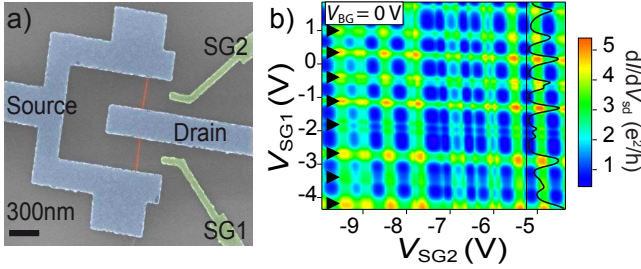 a)
SG2
Source
Drain
300nm
SG1
b)
V_BG = 0 V
1
0
-1
-2
-3
-4
V_SG1 (V)
-9
-8
-7
-6
-5
V_SG2 (V)
5
4
3
2
1
dI/dV_sd (e²/h)